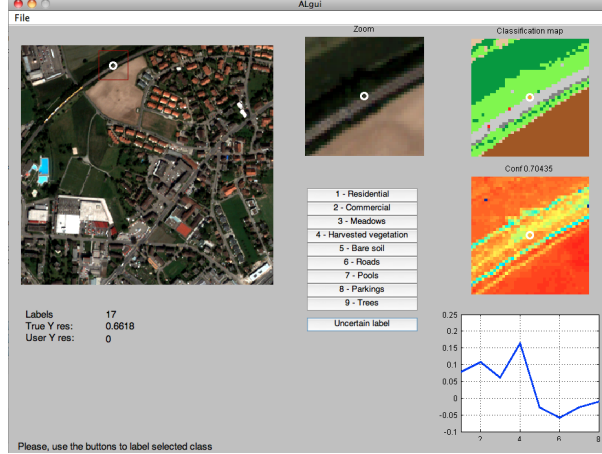 ALgui
File
Zoom
Classification map
Conf 0.70435
1 - Residential
2 - Commercial
3 - Meadows
4 - Harvested vegetation
5 - Bare soil
6 - Roads
7 - Pools
8 - Parkings
9 - Trees
Uncertain label
Labels 17
True Y res: 0.6618
User Y res: 0
0.25
0.2
0.15
0.1
0.05
0
-0.05
-0.1
2 4 6 8
Please, use the buttons to label selected class